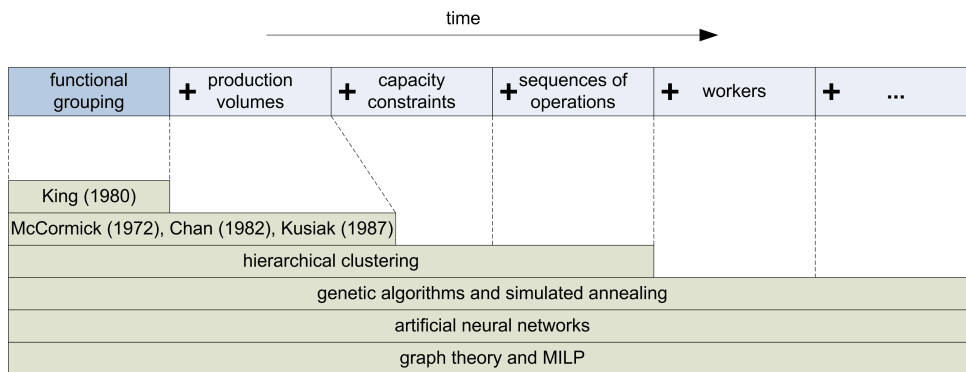 time
functional grouping
+ production volumes
+ capacity constraints
+ sequences of operations
+ workers
+ ...
King (1980)
McCormick (1972), Chan (1982), Kusiak (1987)
hierarchical clustering
genetic algorithms and simulated annealing
artificial neural networks
graph theory and MILP